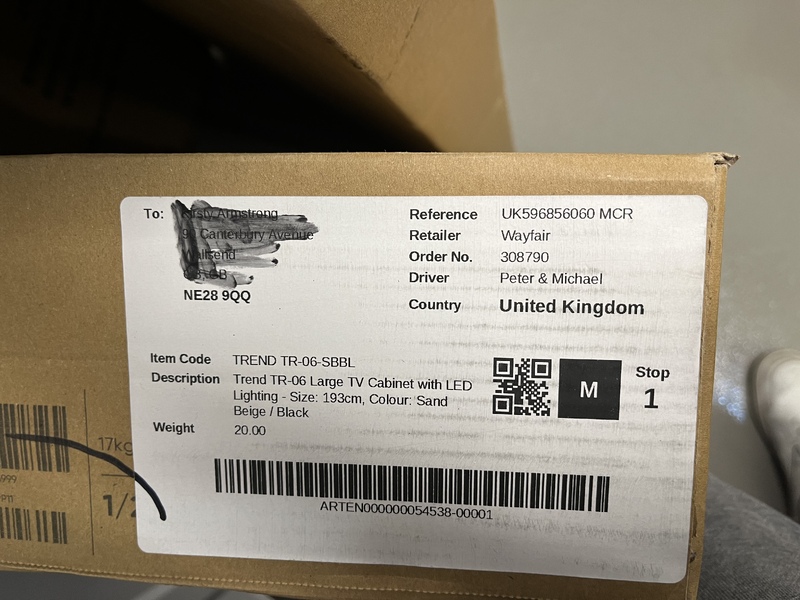 To:
NE28 9QQ
Reference UK596856060 MCR
Retailer Wayfair
Order No. 308790
Driver Peter & Michael
Country United Kingdom
Item Code TREND TR-06-SBBL
Description Trend TR-06 Large TV Cabinet with LED
Lighting - Size: 193cm, Colour: Sand
Beige / Black
Weight 20.00
M
Stop
1
ARTEN000000054538-00001
17kg